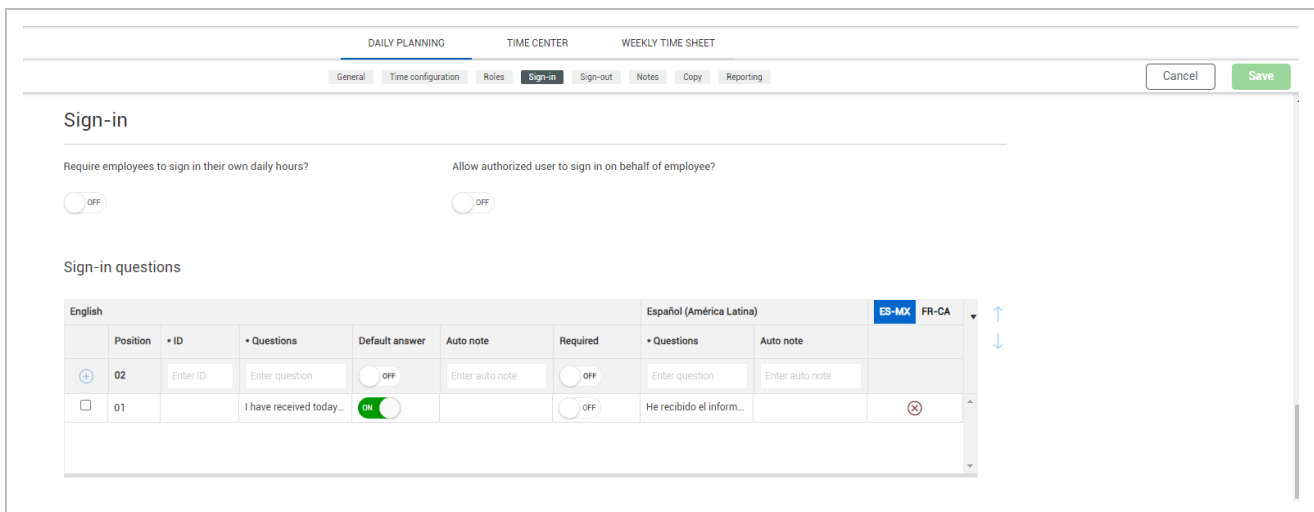 DAILY PLANNING TIME CENTER WEEKLY TIME SHEET
General Time configuration Roles Sign-in Sign-out Notes Copy Reporting Cancel Save
Sign-in
Require employees to sign in their own daily hours? Allow authorized user to sign in on behalf of employee?
OFF OFF
Sign-in questions
English Español (América Latina) ES-MX FR-CA
Position • ID • Questions Default answer Auto note Required • Questions Auto note
02 Enter ID Enter question OFF Enter auto note OFF Enter question Enter auto note
01 I have received today... ON OFF He recibido el inform...